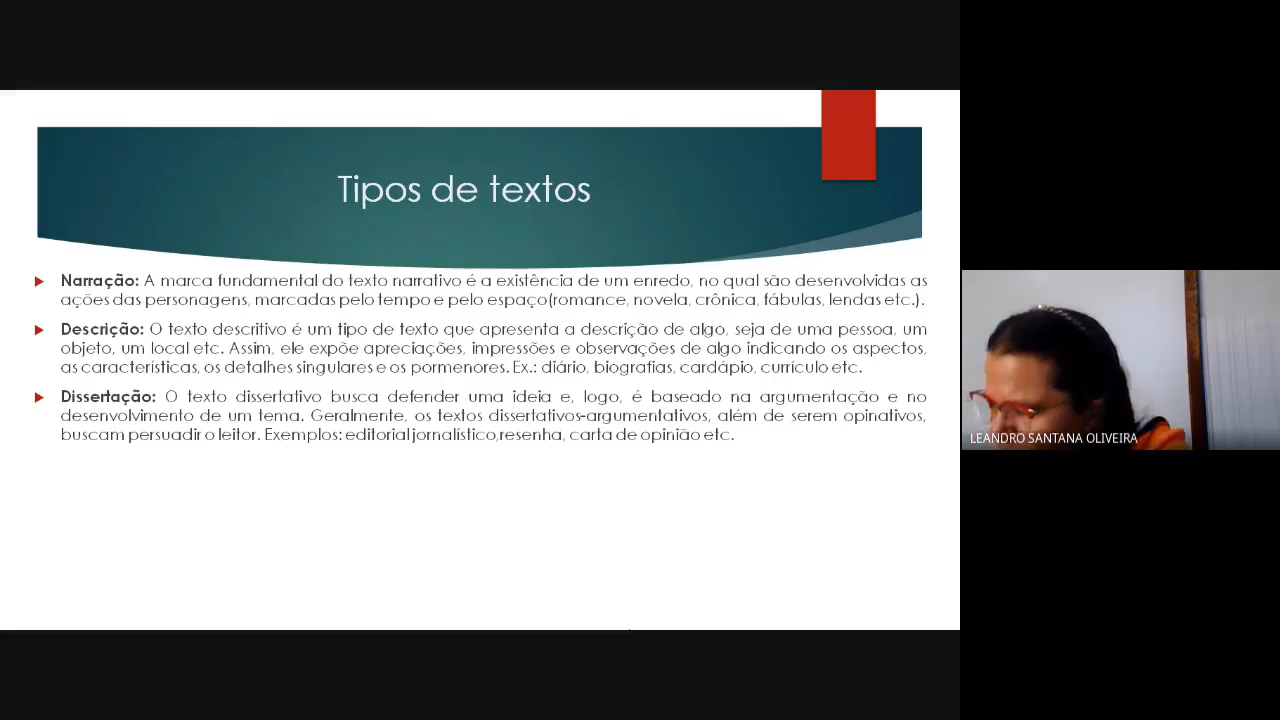 Tipos de textos
Narração: A marca fundamental do texto narrativo é a existência de um enredo, no qual são desenvolvidas as
ações das personagens, marcadas pelo tempo e pelo espaço(romance, novela, crônica, fábulas, lendas etc.).
Descrição: O texto descritivo é um tipo de texto que apresenta a descrição de algo, seja de uma pessoa, um
objeto, um local etc. Assim, ele expõe apreciações, impressões e observações de algo indicando os aspectos,
as características, os detalhes singulares e os pormenores. Ex.: diário, biografias, cardápio, currículo etc.
Dissertação: O texto dissertativo busca defender uma ideia e, logo, é baseado na argumentação e no
desenvolvimento de um tema. Geralmente, os textos dissertativos-argumentativos, além de serem opinativos,
buscam persuadir o leitor. Exemplos: editorial jornalístico,resenha, carta de opinião etc.
LEANDRO SANTANA OLIVEIRA